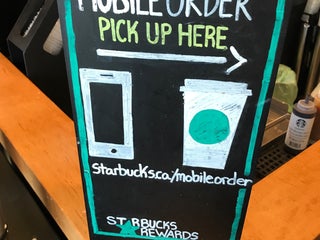 MOBILE ORDER
PICK UP HERE
starbucks.ca/mobileorder
STARBUCKS
REWARDS